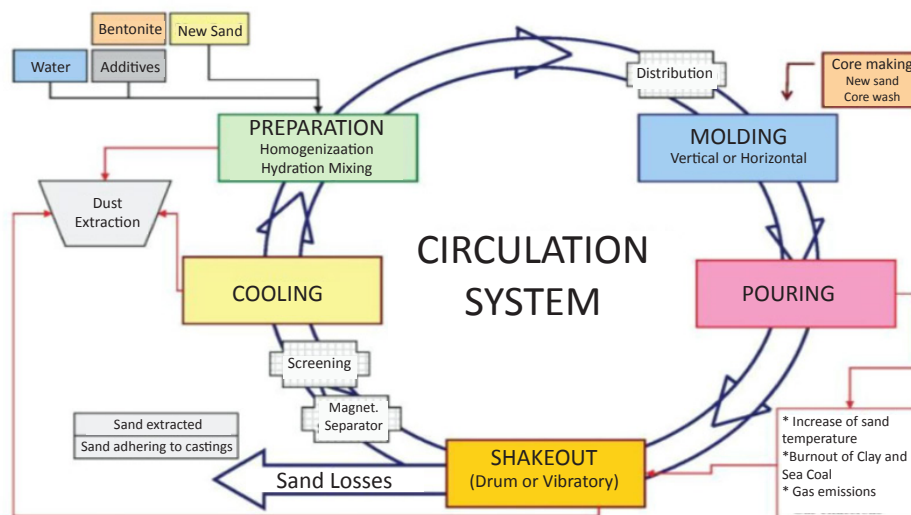 Bentonite
New Sand
Water
Additives
Distribution
Core making
New sand
Core wash
PREPARATION
Homogenizaation
Hydration Mixing
MOLDING
Vertical or Horizontal
Dust
Extraction
CIRCULATION
SYSTEM
COOLING
POURING
Screening
Magnet.
Separator
Sand extracted
Sand adhering to castings
* Increase of sand
temperature
*Burnout of Clay and
Sea Coal
* Gas emissions
SHAKEOUT
(Drum or Vibratory)
Sand Losses